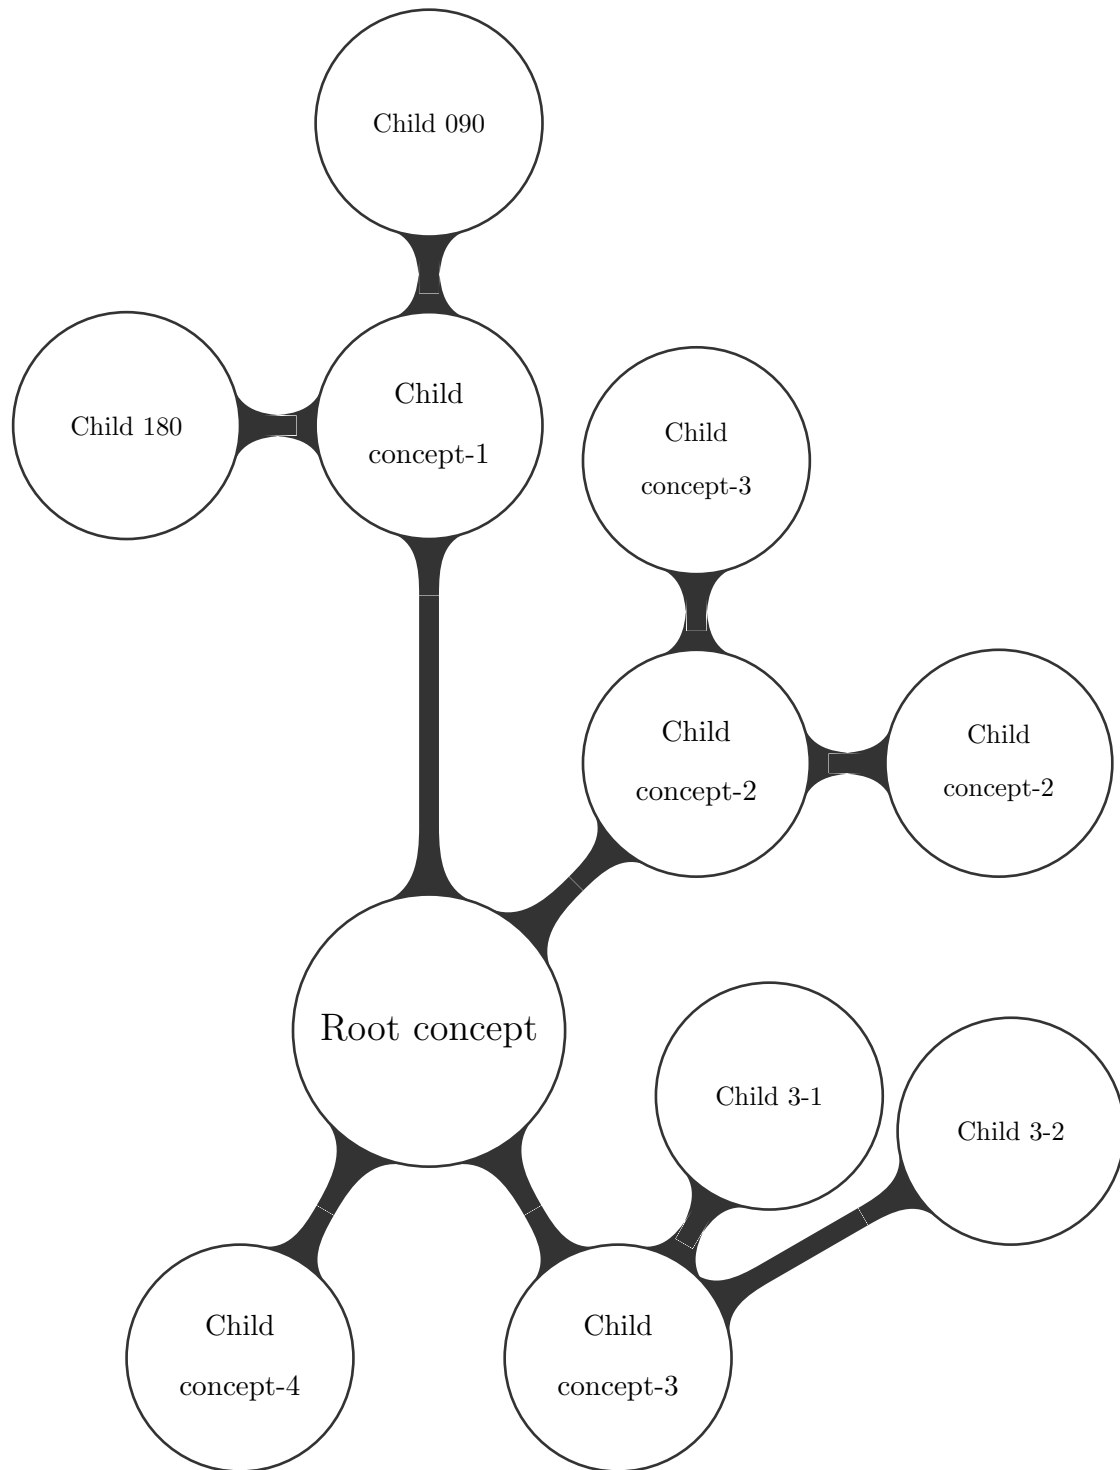 Child 090
Child 180
Child
concept-1
Child
concept-3
Child
concept-2
Child
concept-2
Root concept
Child 3-1
Child 3-2
Child
concept-4
Child
concept-3